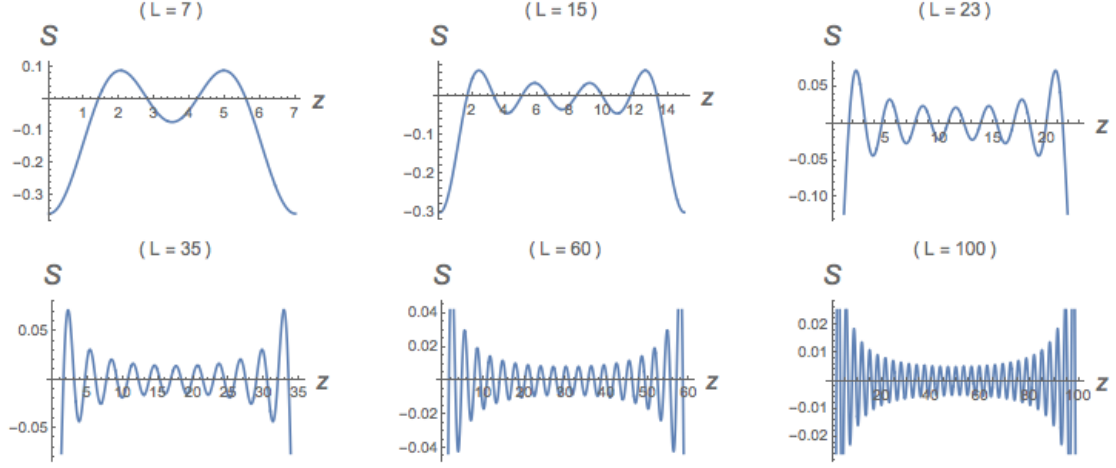 ( L = 7 )
S
0.1
−0.1
−0.2
−0.3
1 2 3 4 5 6 7
z
( L = 15 )
S
−0.1
−0.2
−0.3
2 4 6 8 10 12 14
z
( L = 23 )
S
0.05
−0.05
−0.10
5 10 15 20
z
( L = 35 )
S
0.05
−0.05
5 10 15 20 25 30 35
z
( L = 60 )
S
0.04
0.02
−0.02
−0.04
10 20 30 40 50 60
z
( L = 100 )
S
0.02
0.01
−0.01
−0.02
20 40 60 80 100
z